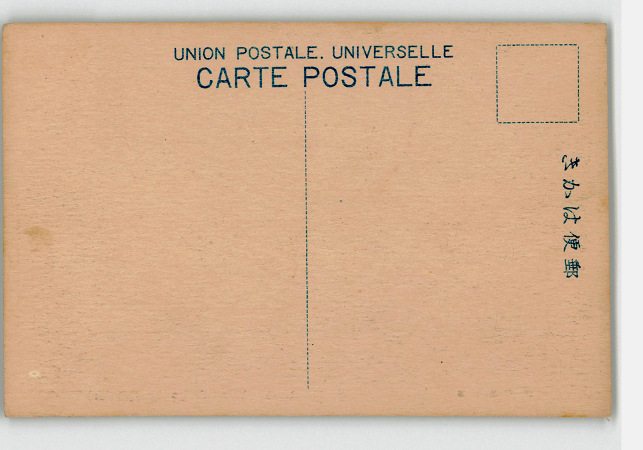 UNION POSTALE. UNIVERSELLE
CARTE POSTALE
きかは便郵